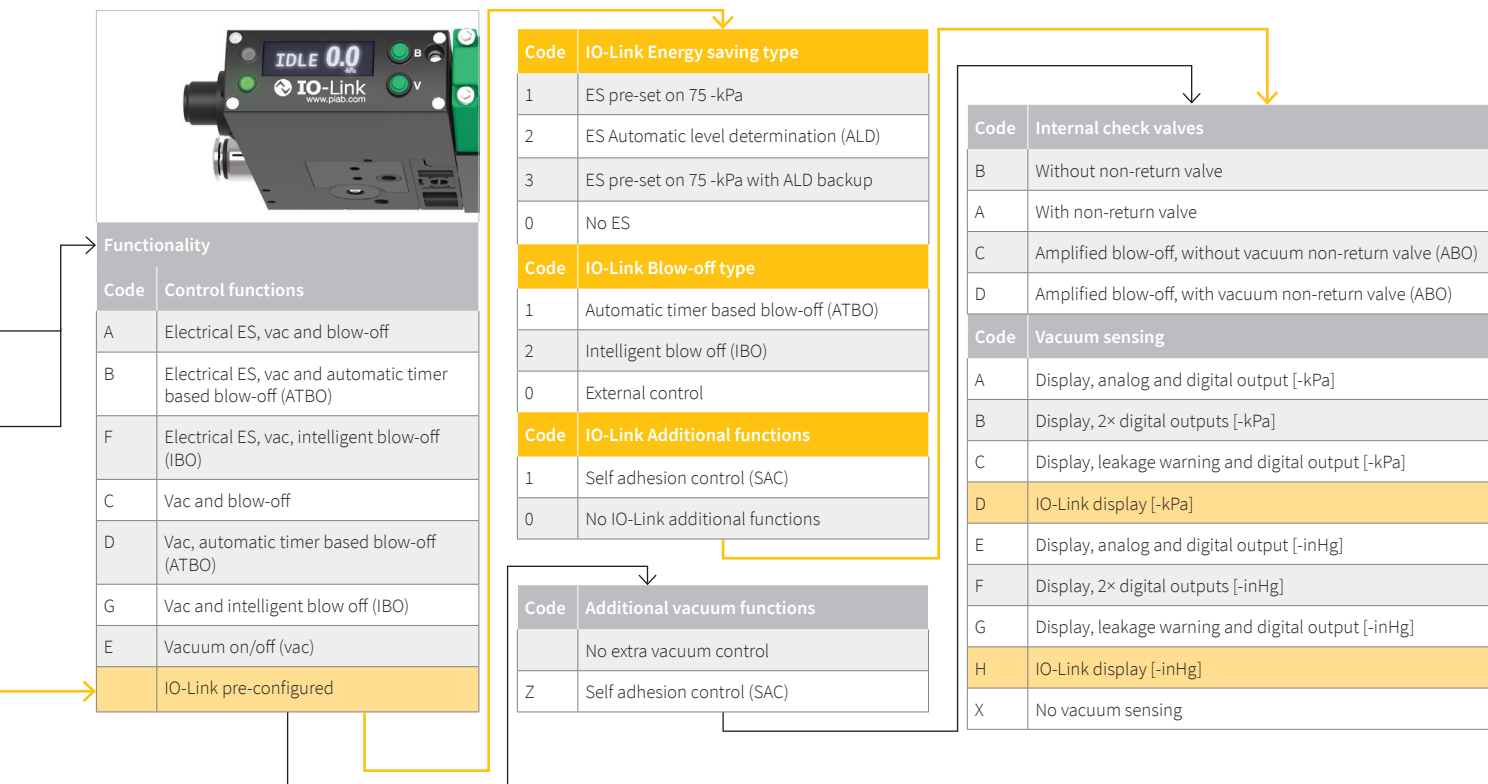 IDLE 0.0
-kPa
B
IO-Link
V
www.piab.com
Functionality
Code Control functions
A Electrical ES, vac and blow-off
B Electrical ES, vac and automatic timer
based blow-off (ATBO)
F Electrical ES, vac, intelligent blow-off
(IBO)
C Vac and blow-off
D Vac, automatic timer based blow-off
(ATBO)
G Vac and intelligent blow off (IBO)
E Vacuum on/off (vac)
IO-Link pre-configured
Code IO-Link Energy saving type
1 ES pre-set on 75 -kPa
2 ES Automatic level determination (ALD)
3 ES pre-set on 75 -kPa with ALD backup
0 No ES
Code IO-Link Blow-off type
1 Automatic timer based blow-off (ATBO)
2 Intelligent blow off (IBO)
0 External control
Code IO-Link Additional functions
1 Self adhesion control (SAC)
0 No IO-Link additional functions
Code Additional vacuum functions
No extra vacuum control
Z Self adhesion control (SAC)
Code Internal check valves
B Without non-return valve
A With non-return valve
C Amplified blow-off, without vacuum non-return valve (ABO)
D Amplified blow-off, with vacuum non-return valve (ABO)
Code Vacuum sensing
A Display, analog and digital output [-kPa]
B Display, 2× digital outputs [-kPa]
C Display, leakage warning and digital output [-kPa]
D IO-Link display [-kPa]
E Display, analog and digital output [-inHg]
F Display, 2× digital outputs [-inHg]
G Display, leakage warning and digital output [-inHg]
H IO-Link display [-inHg]
X No vacuum sensing